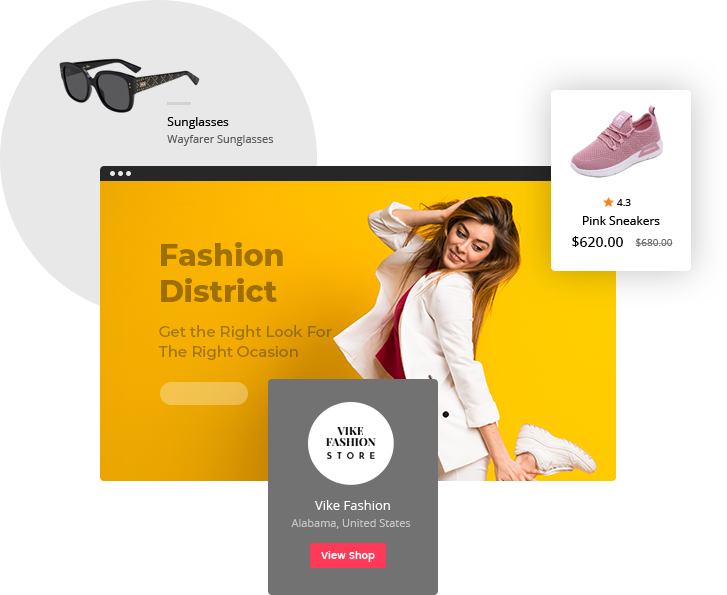 Sunglasses
Wayfarer Sunglasses
4.3
Pink Sneakers
$620.00 $680.00
Fashion
District
Get the Right Look For
The Right Ocasion
VIKE
FASHION
STORE
Vike Fashion
Alabama, United States
View Shop